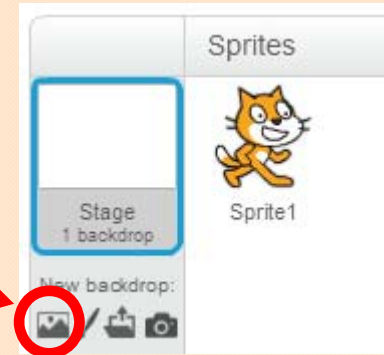 Sprites
Stage
1 backdrop
Sprite1
New backdrop: